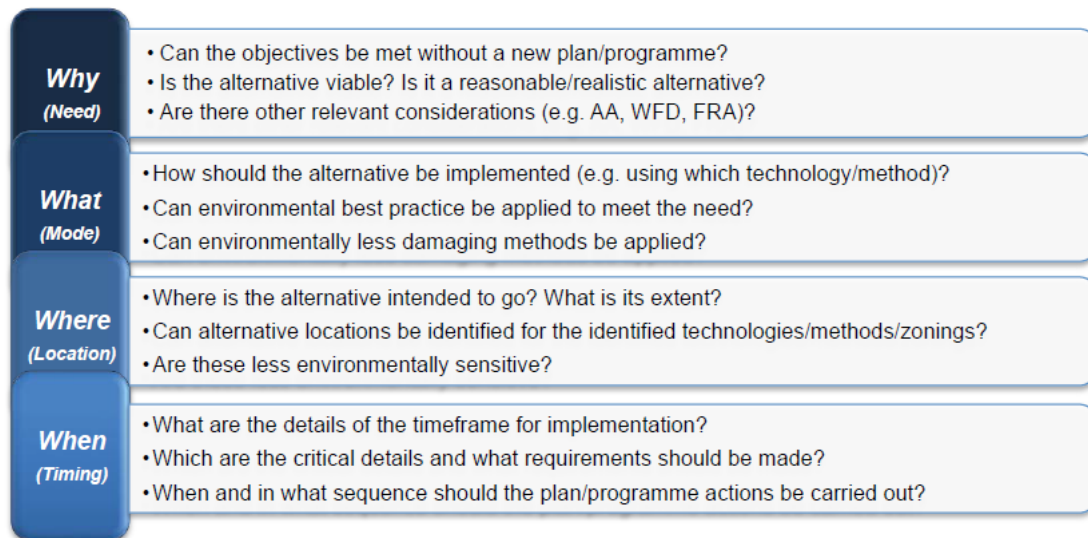 Why
(Need)
• Can the objectives be met without a new plan/programme?
• Is the alternative viable? Is it a reasonable/realistic alternative?
• Are there other relevant considerations (e.g. AA, WFD, FRA)?
What
(Mode)
• How should the alternative be implemented (e.g. using which technology/method)?
• Can environmental best practice be applied to meet the need?
• Can environmentally less damaging methods be applied?
Where
(Location)
• Where is the alternative intended to go? What is its extent?
• Can alternative locations be identified for the identified technologies/methods/zonings?
• Are these less environmentally sensitive?
When
(Timing)
• What are the details of the timeframe for implementation?
• Which are the critical details and what requirements should be made?
• When and in what sequence should the plan/programme actions be carried out?